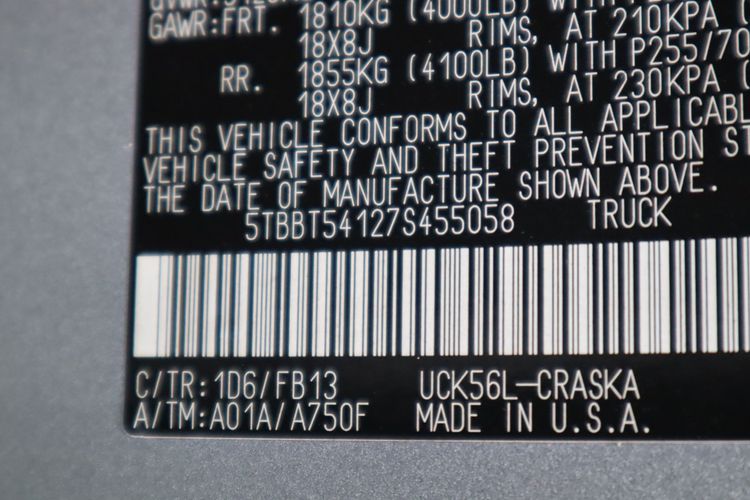 GAWR:FRT. 1810KG (4000LB) WITH
18X8J RIMS, AT 210KPA (
RR. 1855KG (4100LB) WITH P255/70
18X8J RIMS, AT 230KPA (
THIS VEHICLE CONFORMS TO ALL APPLICABL
VEHICLE SAFETY AND THEFT PREVENTION ST
THE DATE OF MANUFACTURE SHOWN ABOVE.
5TBBT54127S455058 TRUCK
C/TR:1D6/FB13 UCK56L-CRASKA
A/TM:A01A/A750F MADE IN U.S.A.